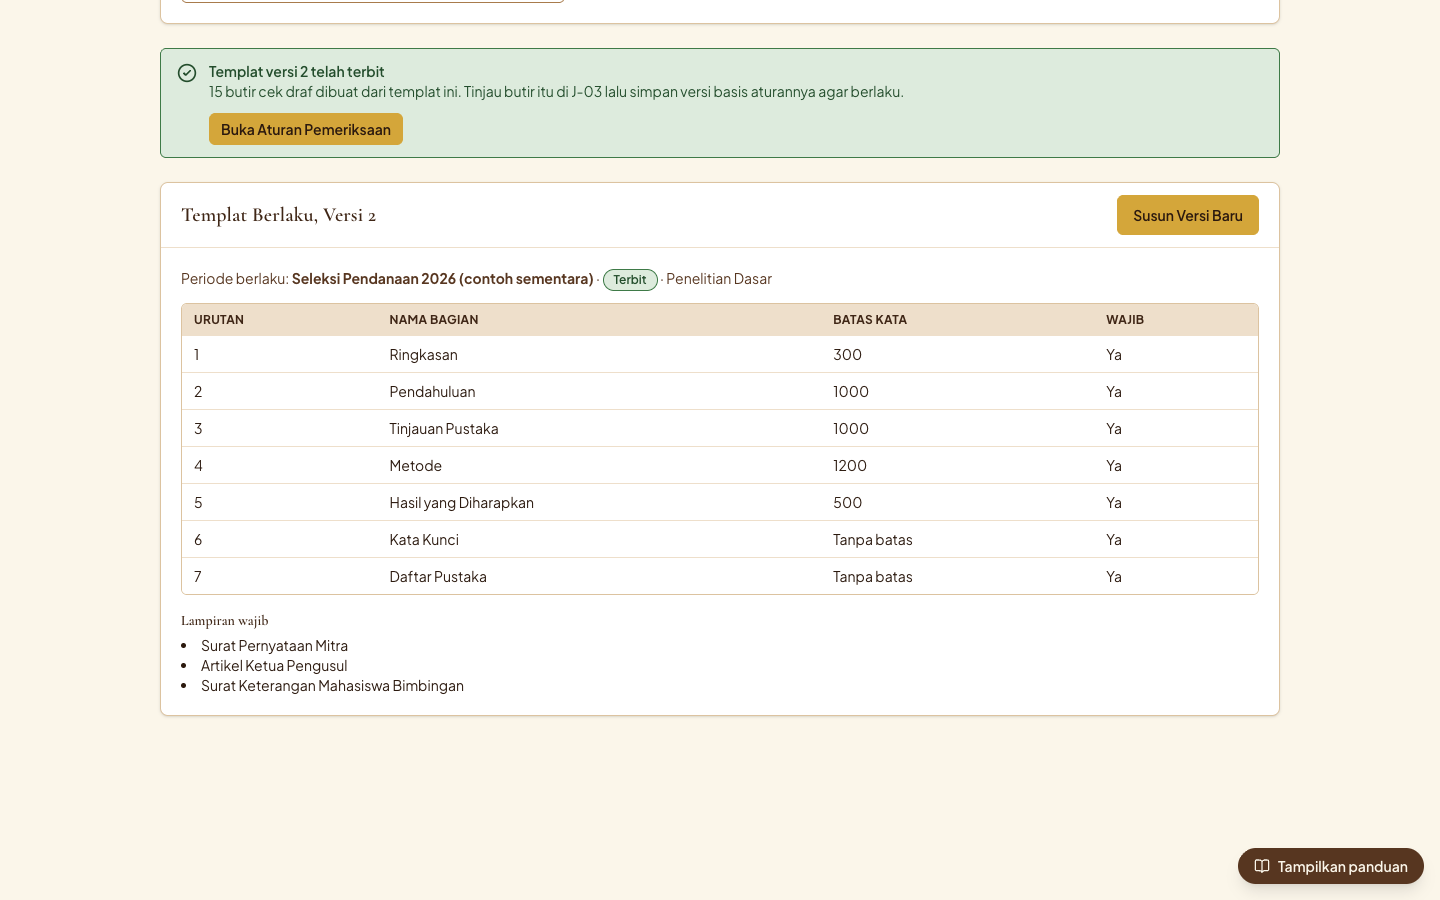 Templat versi 2 telah terbit
15 butir cek draf dibuat dari templat ini. Tinjau butir itu di J-03 lalu simpan versi basis aturannya agar berlaku.
Buka Aturan Pemeriksaan
Templat Berlaku, Versi 2
Susun Versi Baru
Periode berlaku: Seleksi Pendanaan 2026 (contoh sementara) · Terbit · Penelitian Dasar
URUTAN NAMA BAGIAN BATAS KATA WAJIB
1 Ringkasan 300 Ya
2 Pendahuluan 1000 Ya
3 Tinjauan Pustaka 1000 Ya
4 Metode 1200 Ya
5 Hasil yang Diharapkan 500 Ya
6 Kata Kunci Tanpa batas Ya
7 Daftar Pustaka Tanpa batas Ya
Lampiran wajib
• Surat Pernyataan Mitra
• Artikel Ketua Pengusul
• Surat Keterangan Mahasiswa Bimbingan
Tampilkan panduan